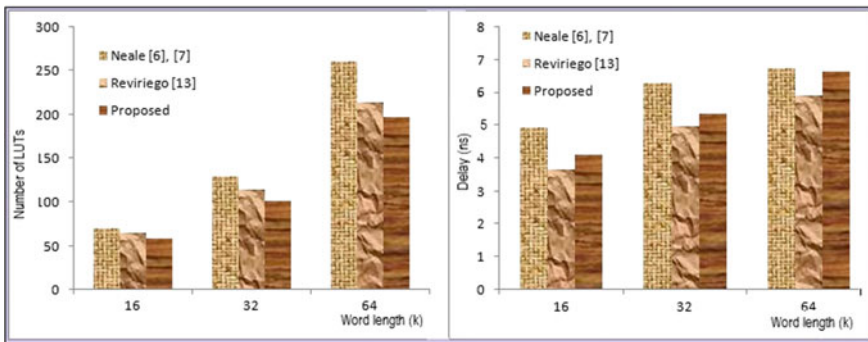 300
250
200
150
100
50
0
Number of LUTs
Neale [6], [7]
Reviriego [13]
Proposed
16 32 64
Word length (k)
8
7
6
5
4
3
2
1
0
Delay (ns)
Neale [6], [7]
Reviriego [13]
Proposed
16 32 64
Word length (k)